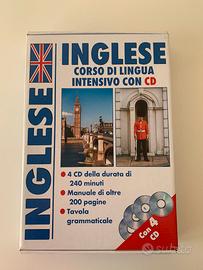 INGLESE
INGLESE
CORSO DI LINGUA
INTENSIVO CON CD
• 4 CD della durata di
240 minuti
• Manuale di oltre
200 pagine
• Tavola
grammaticale
Con 4
CD
subito